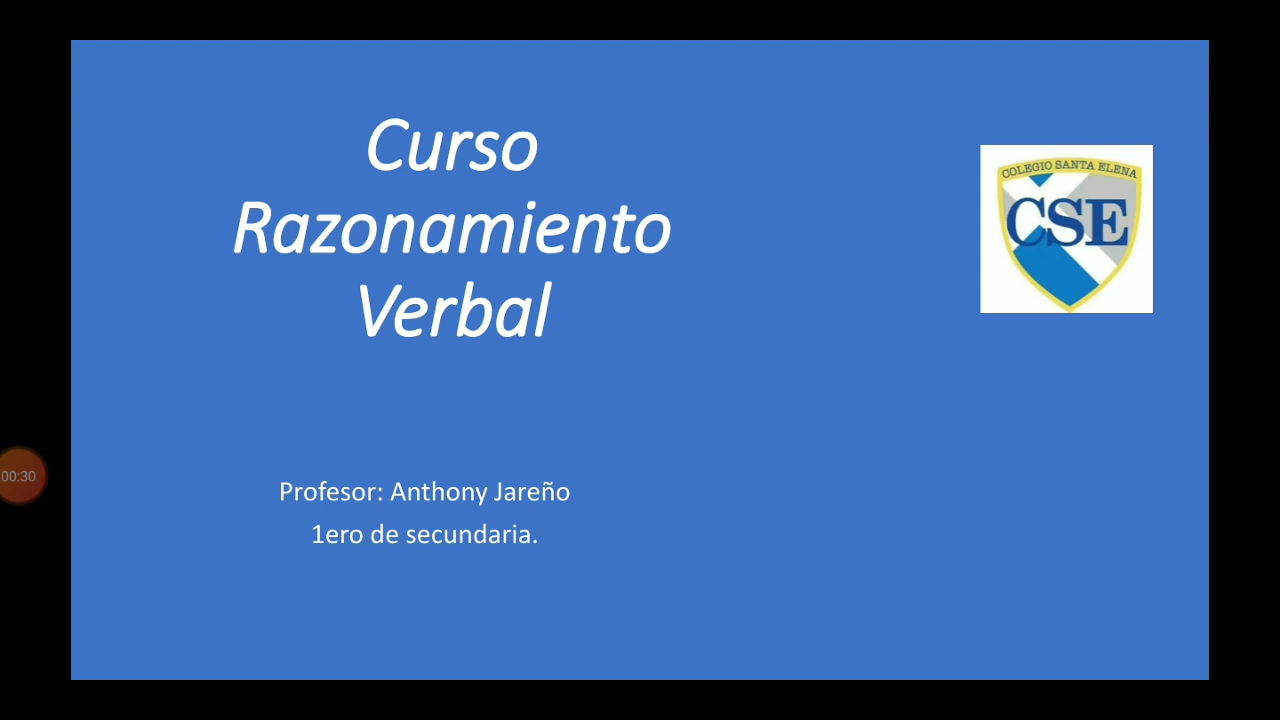 Curso
Razonamiento
Verbal
COLEGIO SANTA ELENA
CSE
00:30
Profesor: Anthony Jareño
1ero de secundaria.